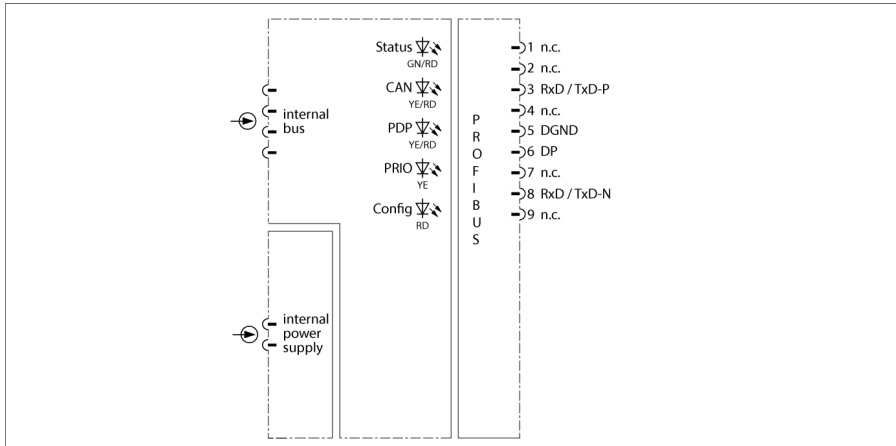 Status
GN/RD
CAN
YE/RD
PDP
YE/RD
PRIO
YE
Config
RD
internal
bus
internal
power
supply
P
R
O
F
I
B
U
S
1 n.c.
2 n.c.
3 RxD / TxD-P
4 n.c.
5 DGND
6 DP
7 n.c.
8 RxD / TxD-N
9 n.c.